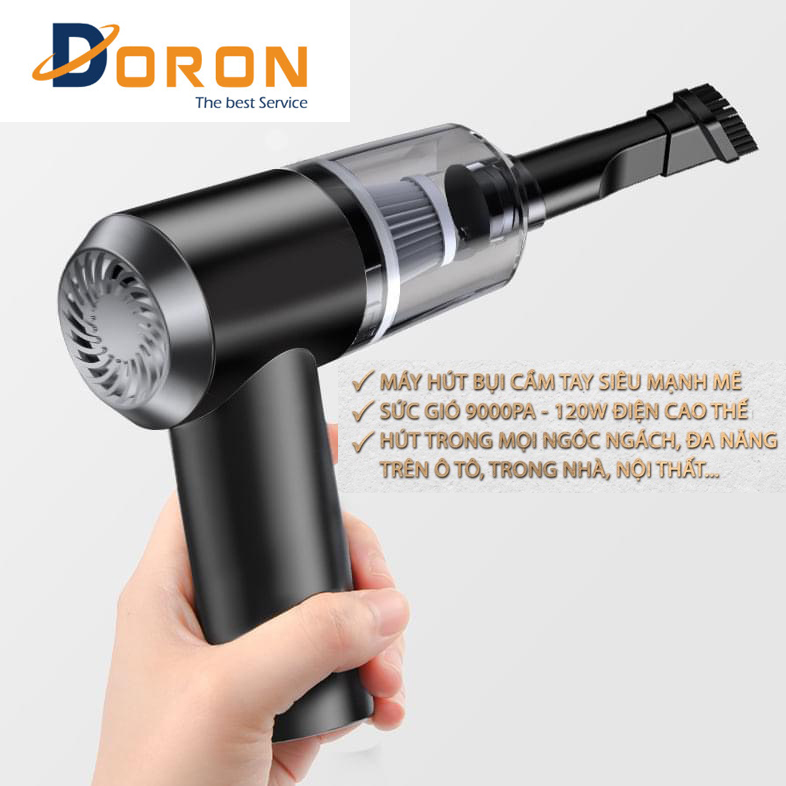 DORON
The best Service
MÁY HÚT BỤI CẦM TAY SIÊU MẠNH MẼ
SỨC GIÓ 9000PA - 120W ĐIỆN CAO THẾ
HÚT TRONG MỌI NGÓC NGÁCH, ĐA NĂNG
TRÊN Ô TÔ, TRONG NHÀ, NỘI THẤT...